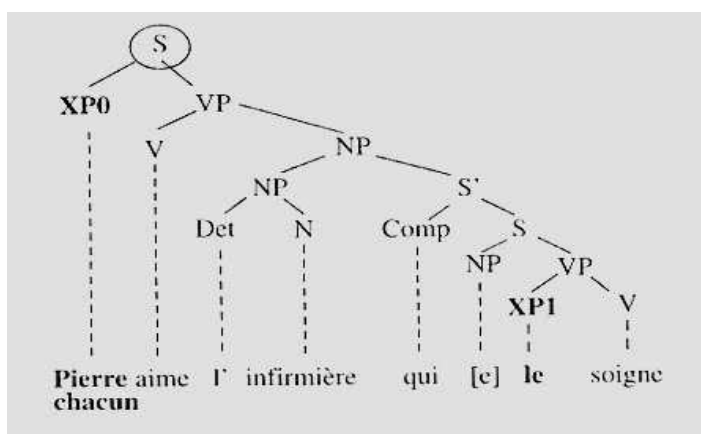 S
XP0 VP
V NP
NP S'
Det N Comp S
NP VP
XP1 V
Pierre aime l' infirmière qui [e] le soigne
chacun